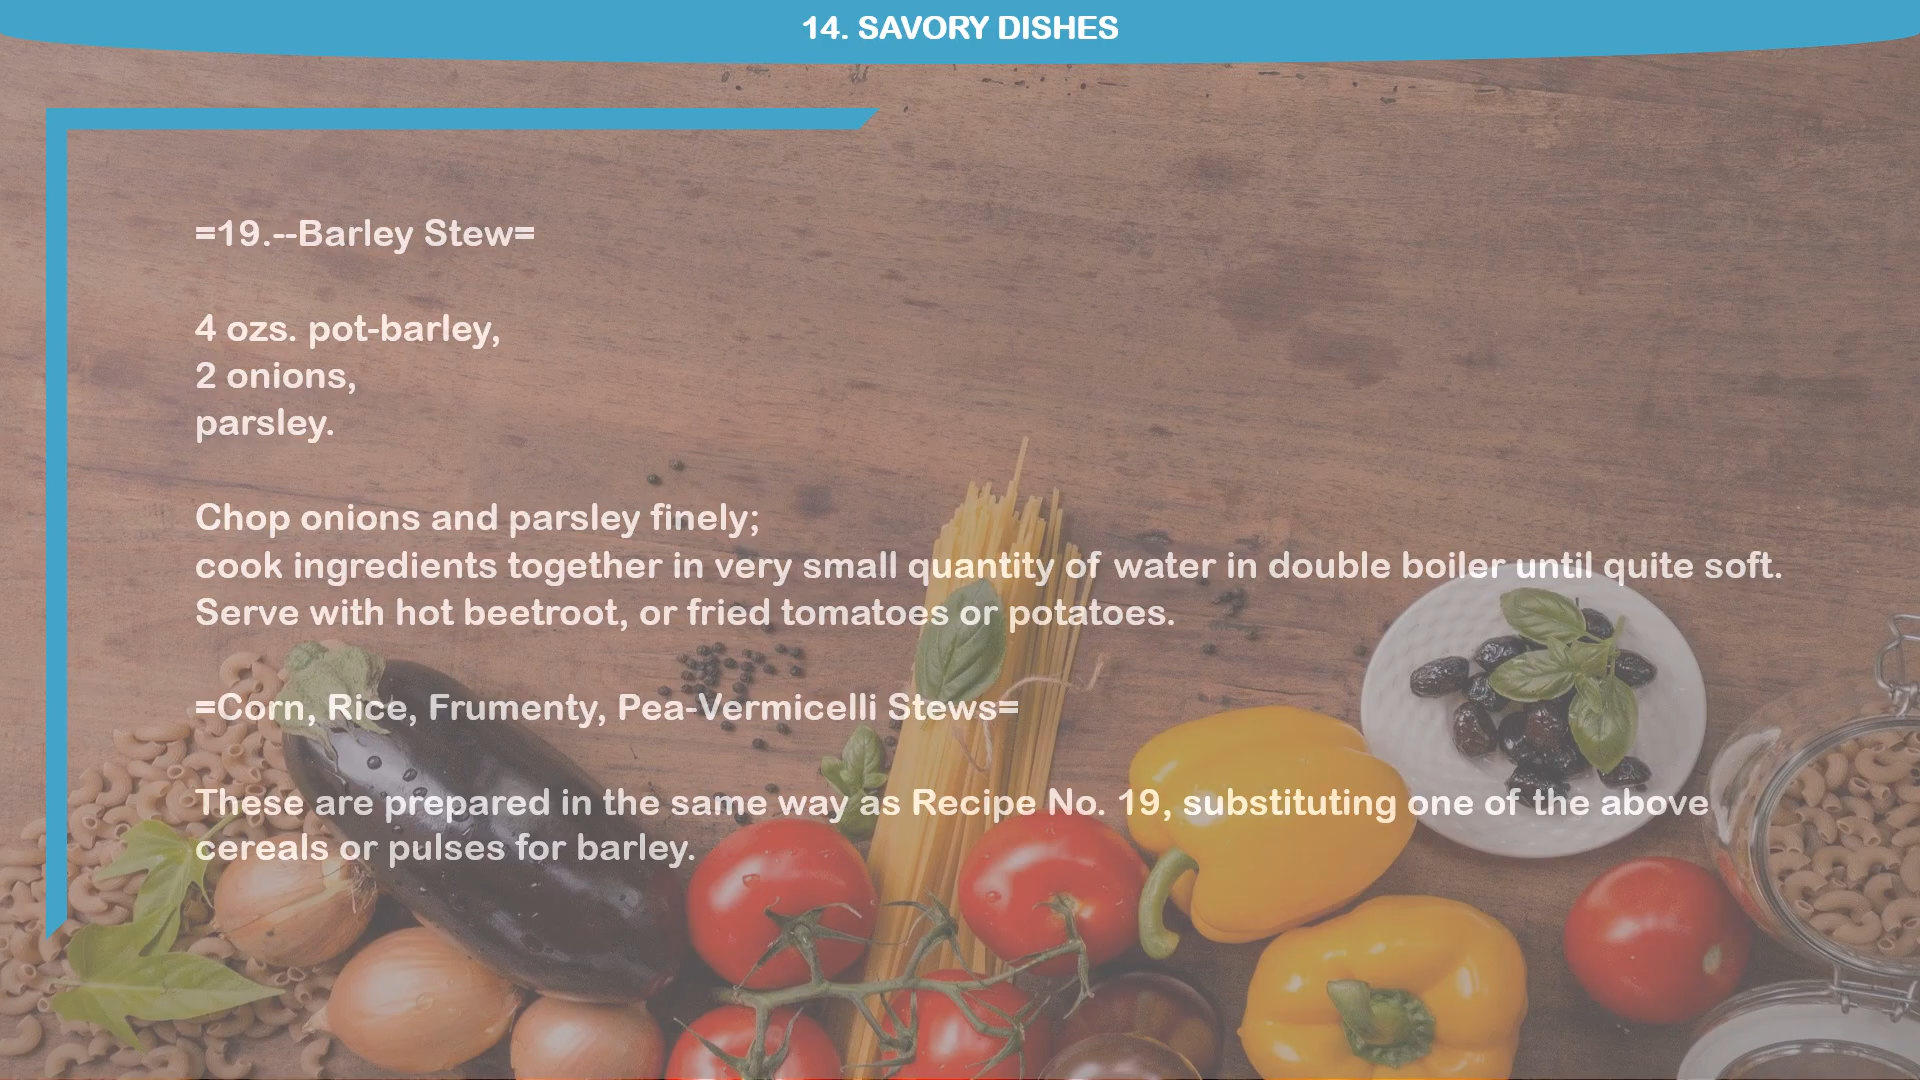 14. SAVORY DISHES
=19.--Barley Stew=
4 ozs. pot-barley,
2 onions,
parsley.
Chop onions and parsley finely;
cook ingredients together in very small quantity of water in double boiler until quite soft.
Serve with hot beetroot, or fried tomatoes or potatoes.
=Corn, Rice, Frumenty, Pea-Vermicelli Stews=
These are prepared in the same way as Recipe No. 19, substituting one of the above
cereals or pulses for barley.